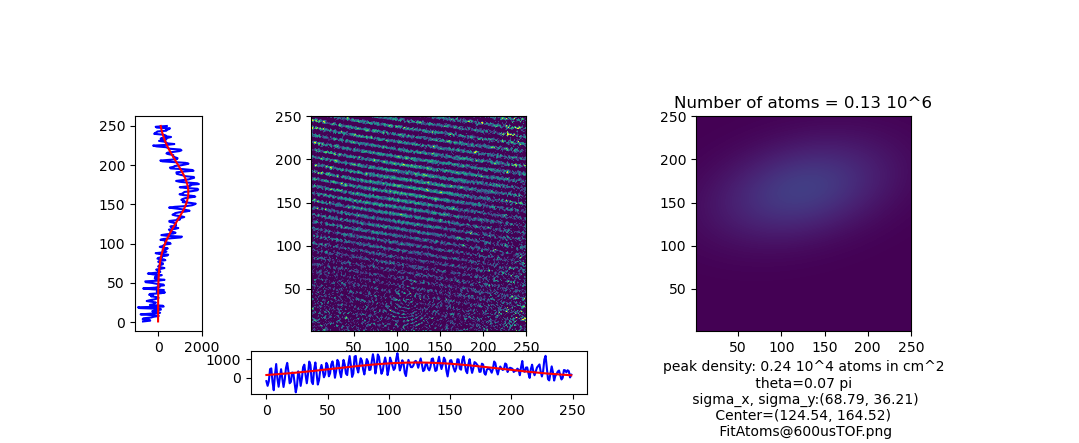 Number of atoms = 0.13 10^6
250
200
150
100
50
0
0 2000
250
200
150
100
50
50 100 150 200 250
1000
0
0 50 100 150 200 250
250
200
150
100
50
50 100 150 200 250
peak density: 0.24 10^4 atoms in cm^2
theta=0.07 pi
sigma_x, sigma_y:(68.79, 36.21)
Center=(124.54, 164.52)
FitAtoms@600usTOF.png